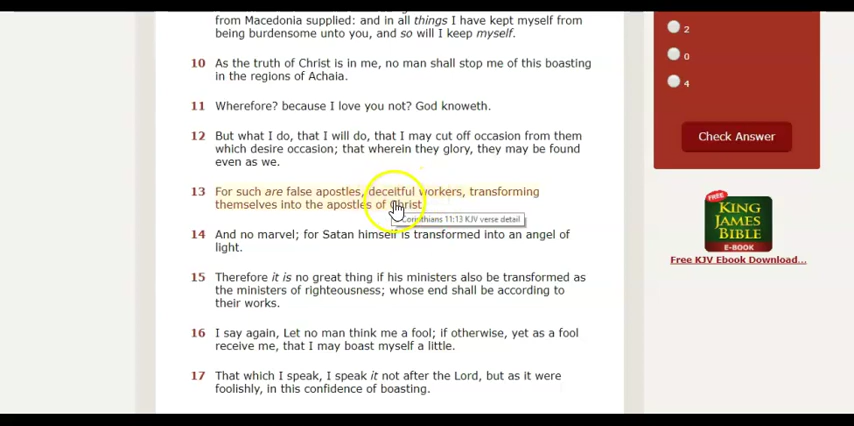 from Macedonia supplied: and in all things I have kept myself from
being burdensome unto you, and so will I keep myself.
10 As the truth of Christ is in me, no man shall stop me of this boasting
in the regions of Achaia.
11 Wherefore? because I love you not? God knoweth.
12 But what I do, that I will do, that I may cut off occasion from them
which desire occasion; that wherein they glory, they may be found
even as we.
13 For such are false apostles, deceitful workers, transforming
themselves into the apostles of Christ.
Corinthians 11:13 KJV verse detail
14 And no marvel; for Satan himself is transformed into an angel of
light.
15 Therefore it is no great thing if his ministers also be transformed as
the ministers of righteousness; whose end shall be according to
their works.
16 I say again, Let no man think me a fool; if otherwise, yet as a fool
receive me, that I may boast myself a little.
17 That which I speak, I speak it not after the Lord, but as it were
foolishly, in this confidence of boasting.
2
0
4
Check Answer
FREE
KING
JAMES
BIBLE
E-BOOK
Free KJV Ebook Download...